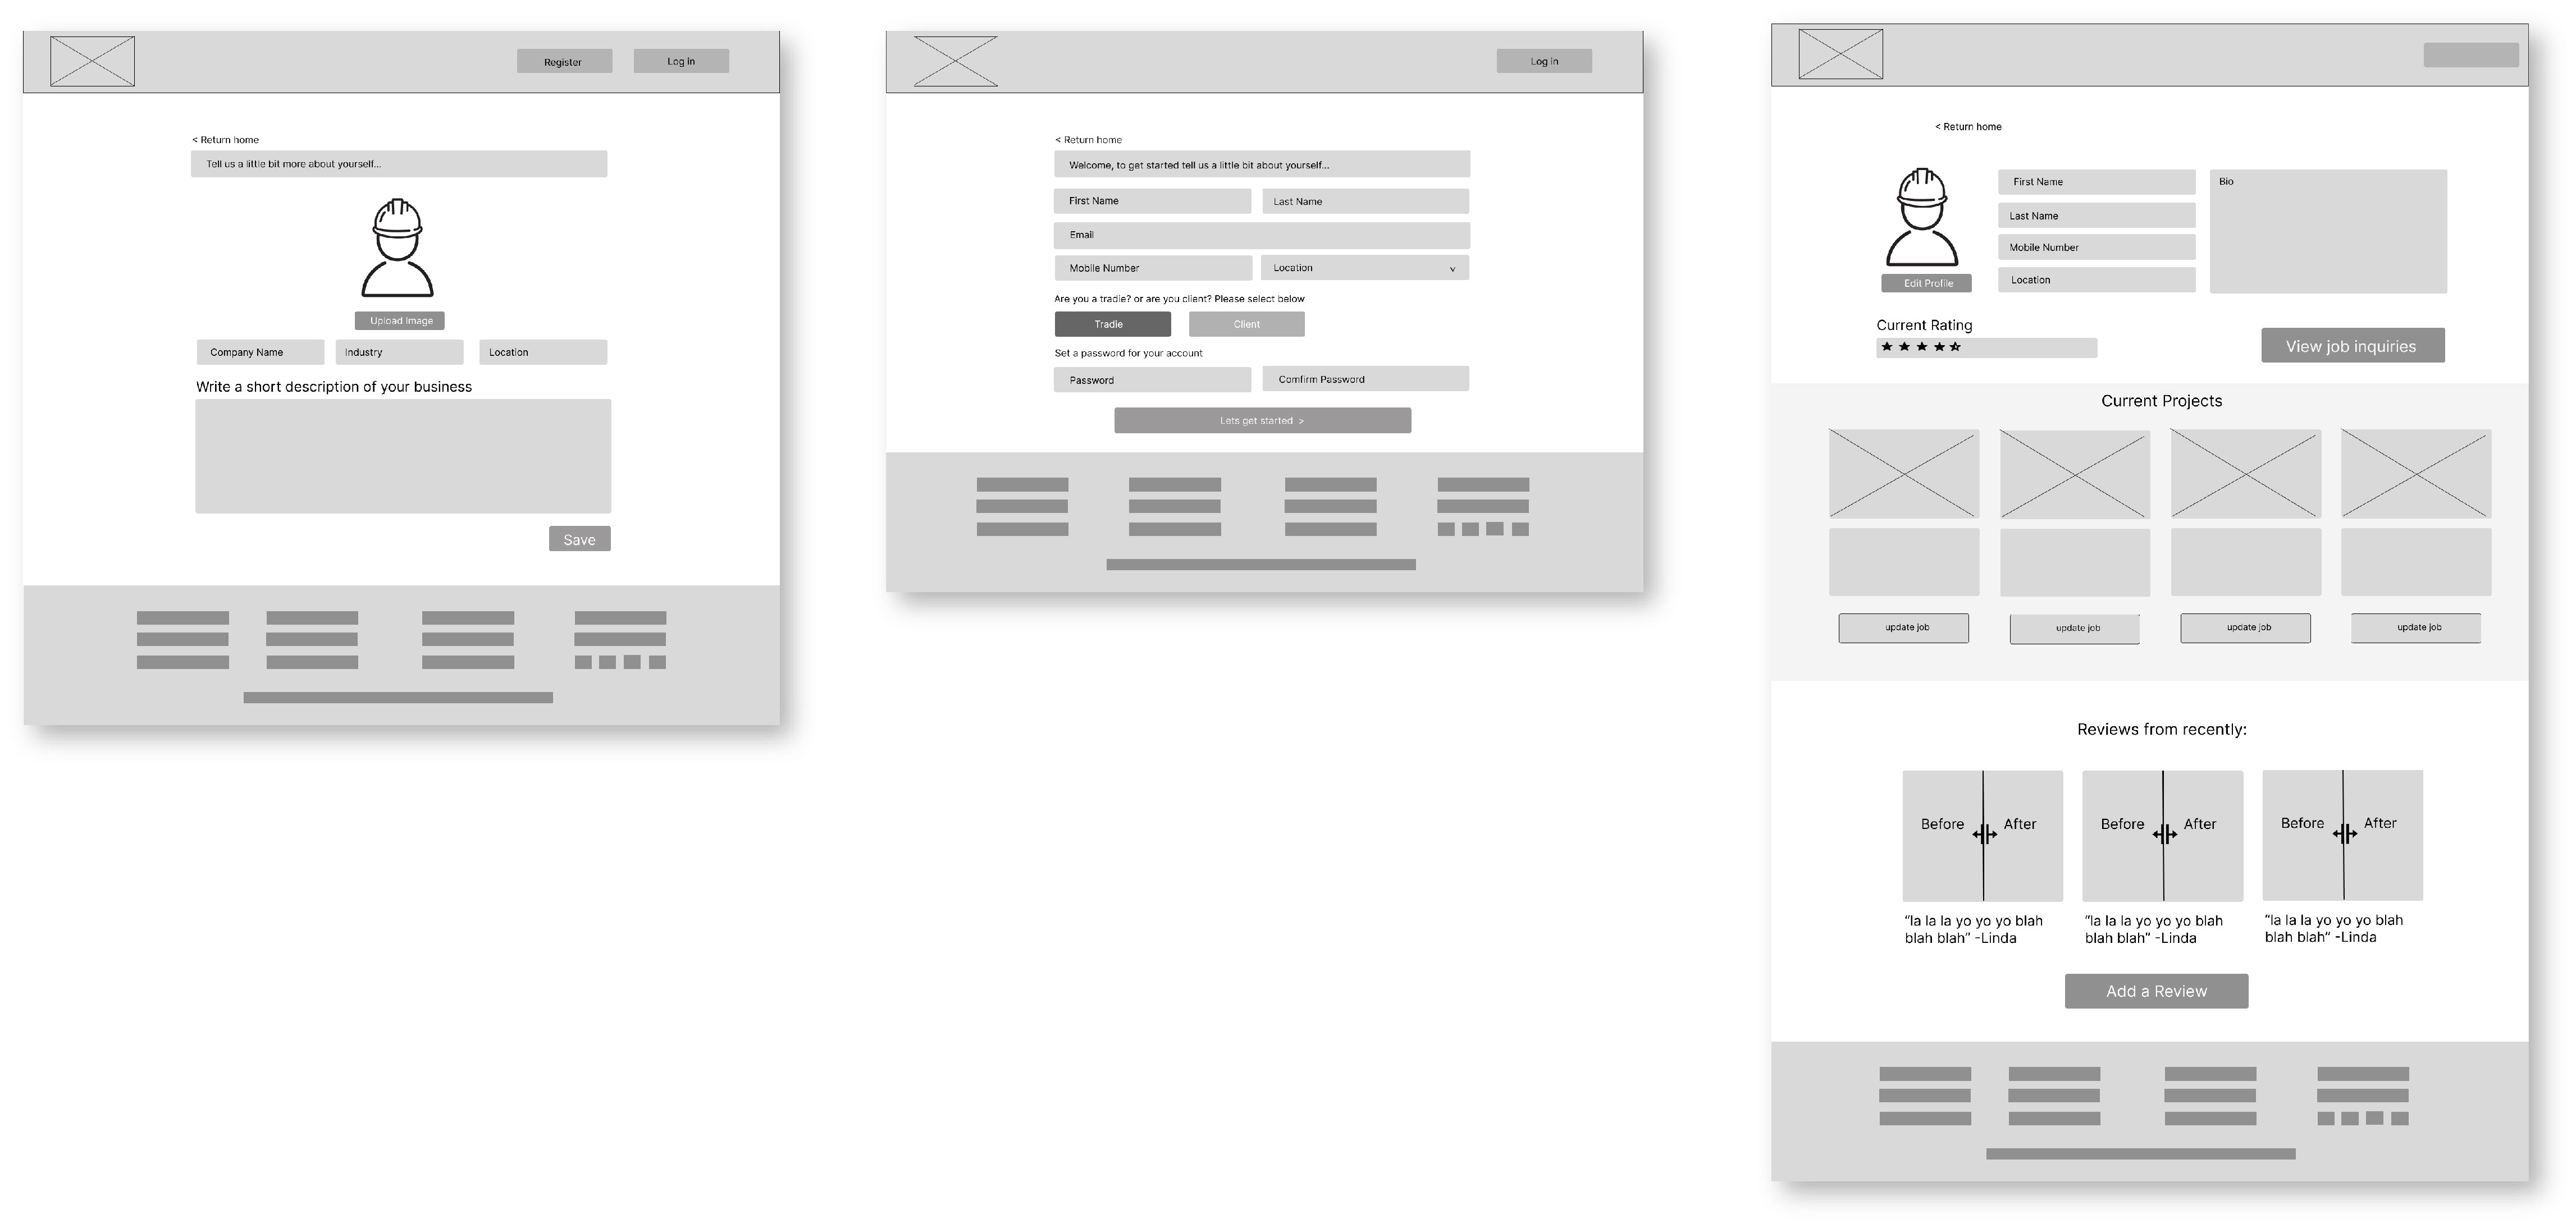 Register
Log in
< Return home
Tell us a little bit more about yourself...
Upload Image
Company Name
Industry
Location
Write a short description of your business
Save
Log in
< Return home
Welcome, to get started tell us a little bit about yourself...
First Name
Last Name
Email
Mobile Number
Location
v
Are you a tradie? or are you client? Please select below
Tradie
Client
Set a password for your account
Password
Comfirm Password
Lets get started >
< Return home
First Name
Last Name
Mobile Number
Location
Bio
Edit Profile
Current Rating
View job inquiries
Current Projects
update job
update job
update job
update job
Reviews from recently:
Before
After
Before
After
Before
After
“la la la yo yo yo blah
blah blah” -Linda
“la la la yo yo yo blah
blah blah” -Linda
“la la la yo yo yo blah
blah blah” -Linda
Add a Review